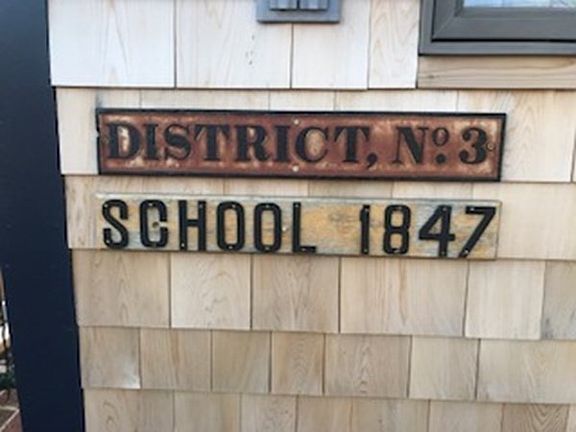 DISTRICT, Nº 3
SCHOOL 1847